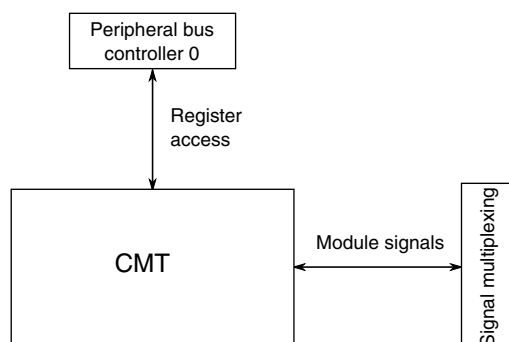 Peripheral bus
controller 0
Register
access
CMT
Module signals
Signal multiplexing